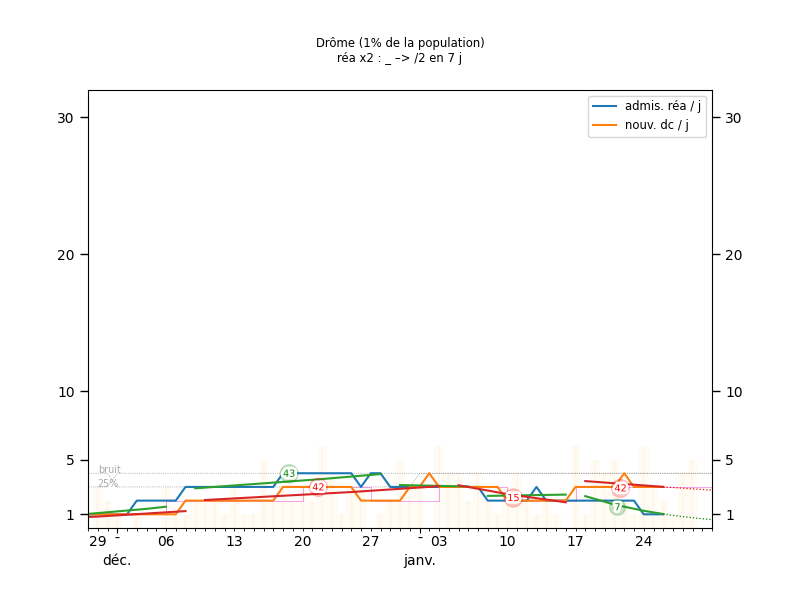 Drôme (1% de la population)
réa x2 : _ –> /2 en 7 j
admis. réa / j
nouv. dc / j
30 30
20 20
10 10
5 5
bruit
25%
43
42
15
42
7
1 1
29 - 06 13 20 27 - 03 10 17 24
déc. janv.